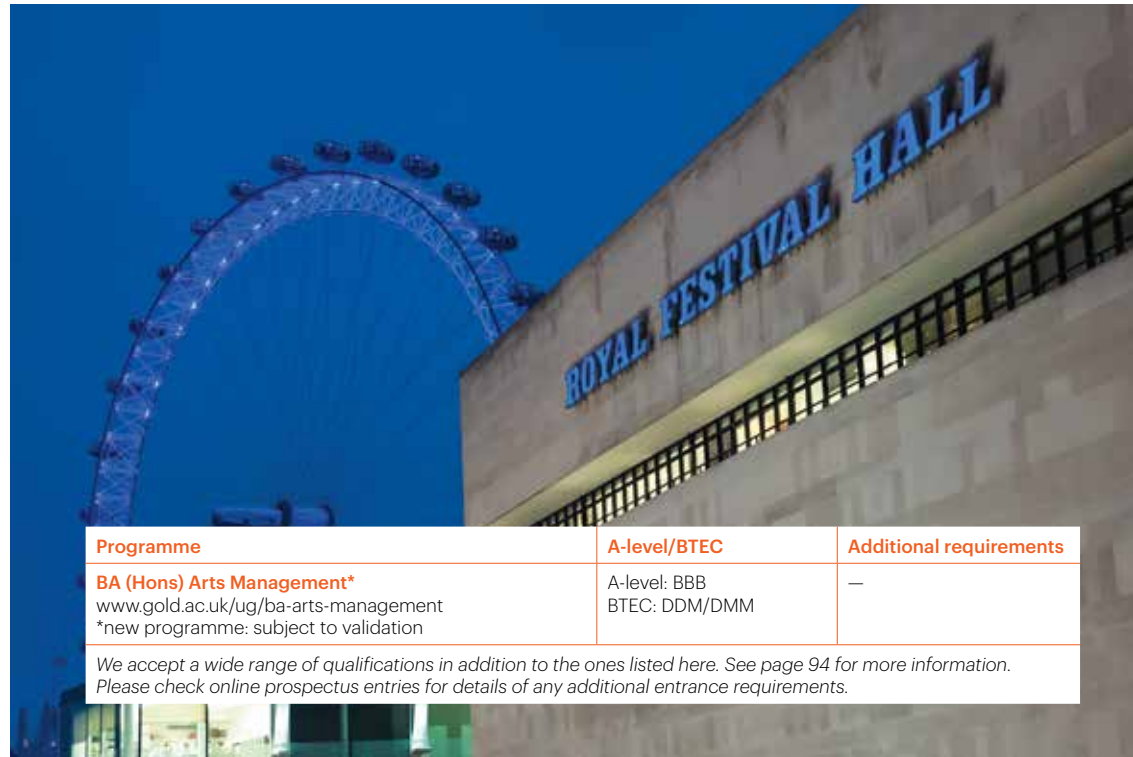 ROYAL FESTIVAL HALL
Programme
A-level/BTEC
Additional requirements
BA (Hons) Arts Management*
www.gold.ac.uk/ug/ba-arts-management
*new programme: subject to validation
A-level: BBB
BTEC: DDM/DMM
—
We accept a wide range of qualifications in addition to the ones listed here. See page 94 for more information.
Please check online prospectus entries for details of any additional entrance requirements.